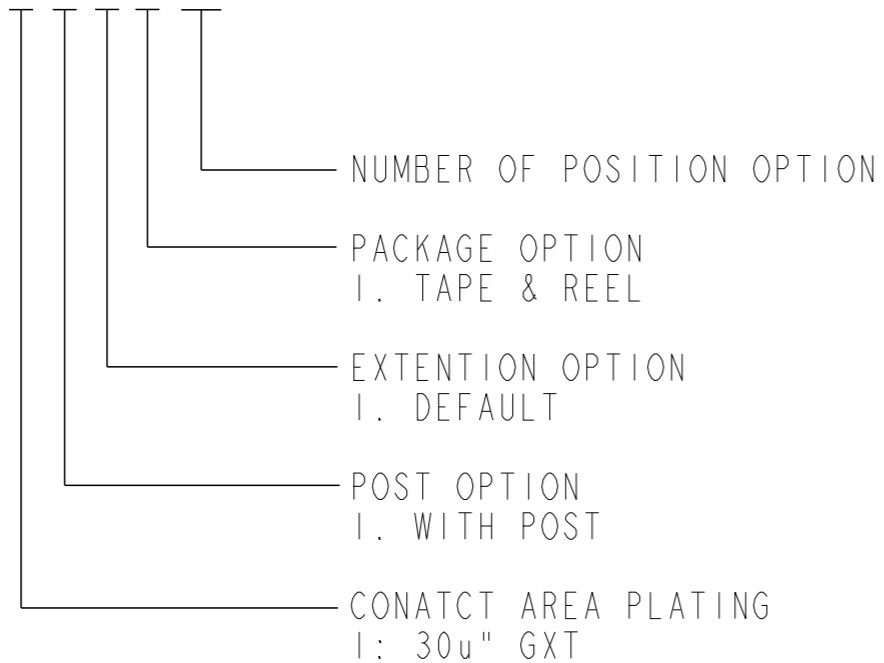 NUMBER OF POSITION OPTION
PACKAGE OPTION
1. TAPE & REEL
EXTENTION OPTION
1. DEFAULT
POST OPTION
1. WITH POST
CONATCT AREA PLATING
1: 30u" GXT